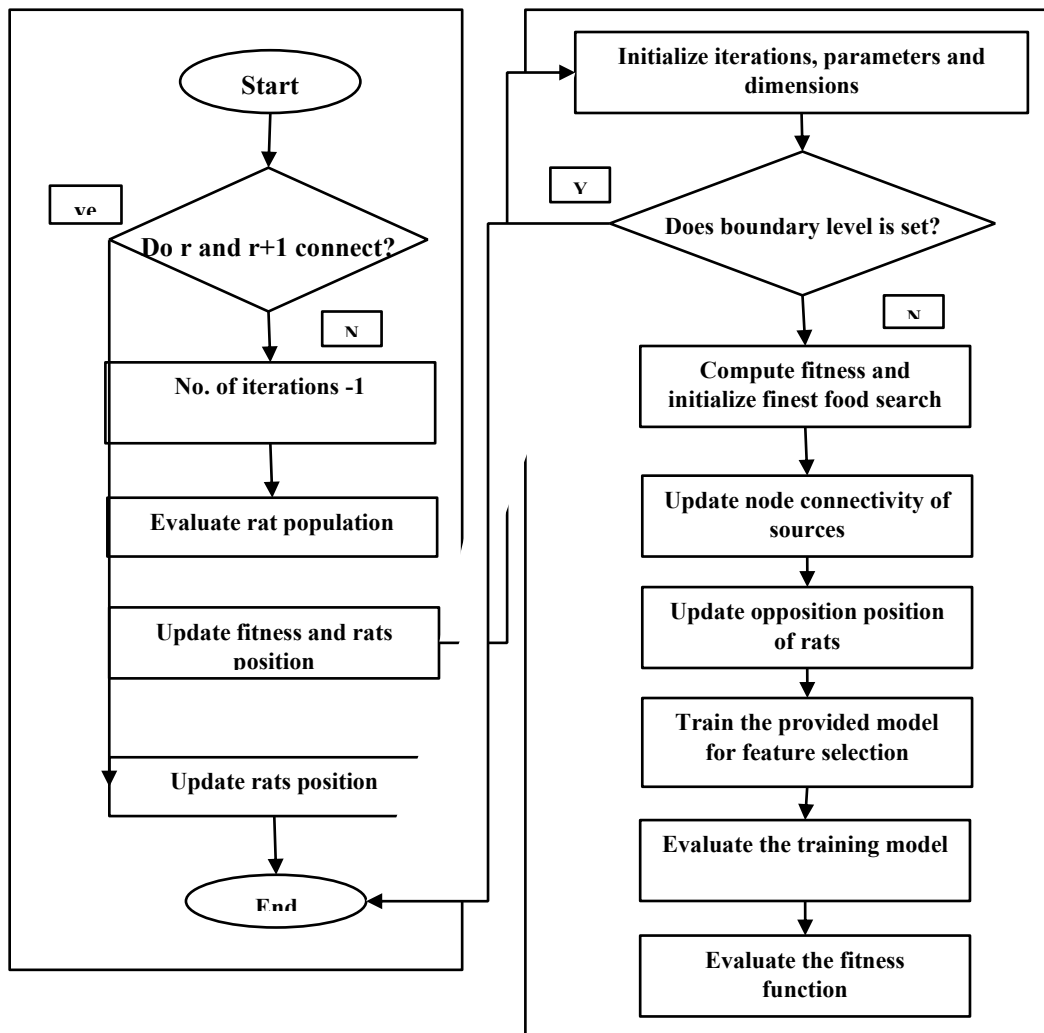 Start
ye
Do r and r+1 connect?
N
No. of iterations -1
Evaluate rat population
Update fitness and rats
position
Update rats position
End
Initialize iterations, parameters and
dimensions
Y
Does boundary level is set?
N
Compute fitness and
initialize finest food search
Update node connectivity of
sources
Update opposition position
of rats
Train the provided model
for feature selection
Evaluate the training model
Evaluate the fitness
function